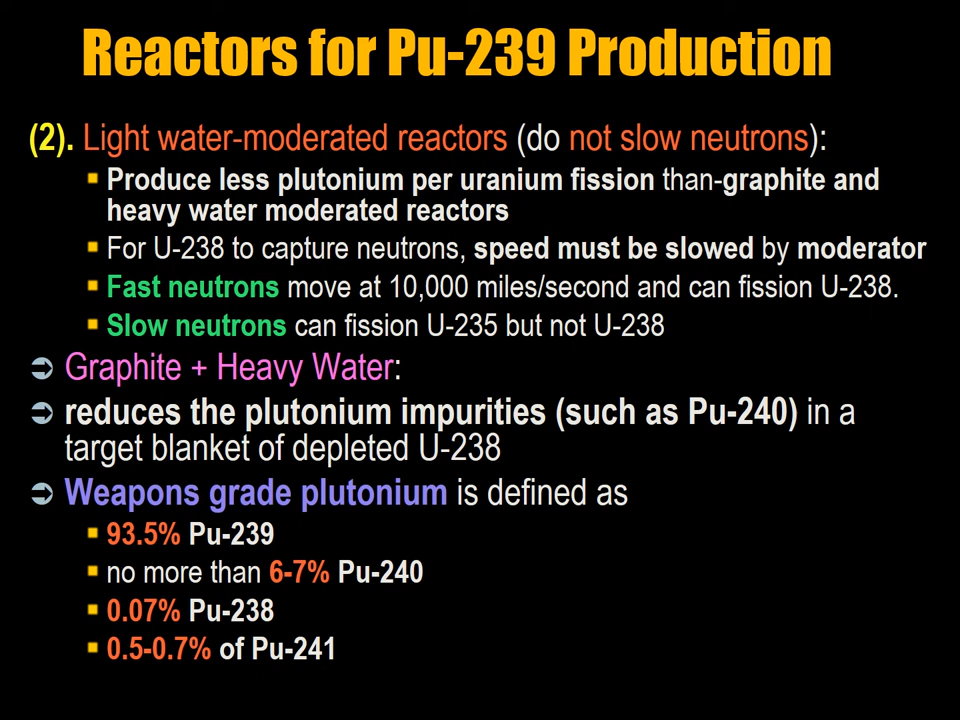 Reactors for Pu-239 Production
(2). Light water-moderated reactors (do not slow neutrons):
Produce less plutonium per uranium fission than-graphite and
heavy water moderated reactors
For U-238 to capture neutrons, speed must be slowed by moderator
Fast neutrons move at 10,000 miles/second and can fission U-238.
Slow neutrons can fission U-235 but not U-238
Graphite + Heavy Water:
reduces the plutonium impurities (such as Pu-240) in a
target blanket of depleted U-238
Weapons grade plutonium is defined as
93.5% Pu-239
no more than 6-7% Pu-240
0.07% Pu-238
0.5-0.7% of Pu-241